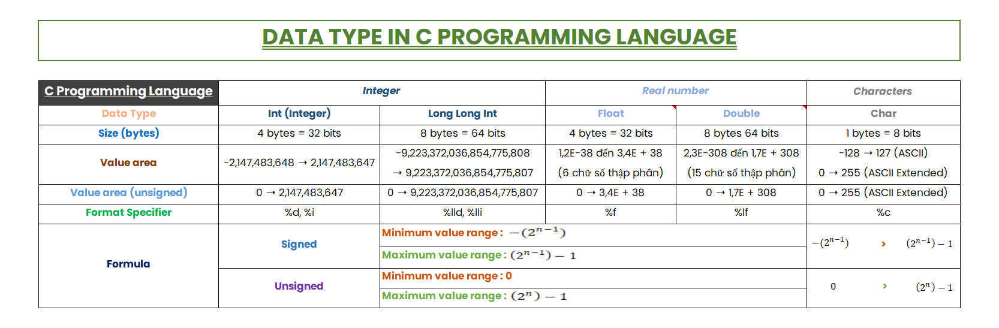 DATA TYPE IN C PROGRAMMING LANGUAGE
C Programming Language Integer Real number Characters
Data Type Int (Integer) Long Long Int Float Double Char
Size (bytes) 4 bytes = 32 bits 8 bytes = 64 bits 4 bytes = 32 bits 8 bytes 64 bits 1 bytes = 8 bits
Value area -2,147,483,648 → 2,147,483,647
-9,223,372,036,854,775,808
→ 9,223,372,036,854,775,807
1,2E-38 đến 3,4E + 38
(6 chữ số thập phân)
2,3E-308 đến 1,7E + 308
(15 chữ số thập phân)
-128 → 127 (ASCII)
0 → 255 (ASCII Extended)
Value area (unsigned) 0 → 2,147,483,647 0 → 9,223,372,036,854,775,807 0 → 3,4E + 38 0 → 1,7E + 308 0 → 255 (ASCII Extended)
Format Specifier %d, %i %lld, %lli %f %lf %c
Formula
Signed
Minimum value range : −(2ⁿ⁻¹)
Maximum value range : (2ⁿ⁻¹) − 1
−(2ⁿ⁻¹) > (2ⁿ⁻¹) − 1
Unsigned
Minimum value range : 0
Maximum value range : (2ⁿ) − 1
0 > (2ⁿ) − 1